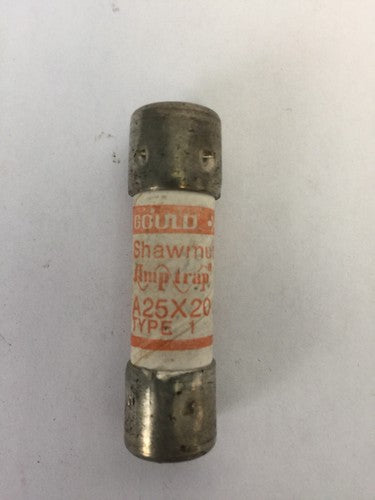 GOULD
Shawmut
Amp-trap®
A25X20
TYPE 1